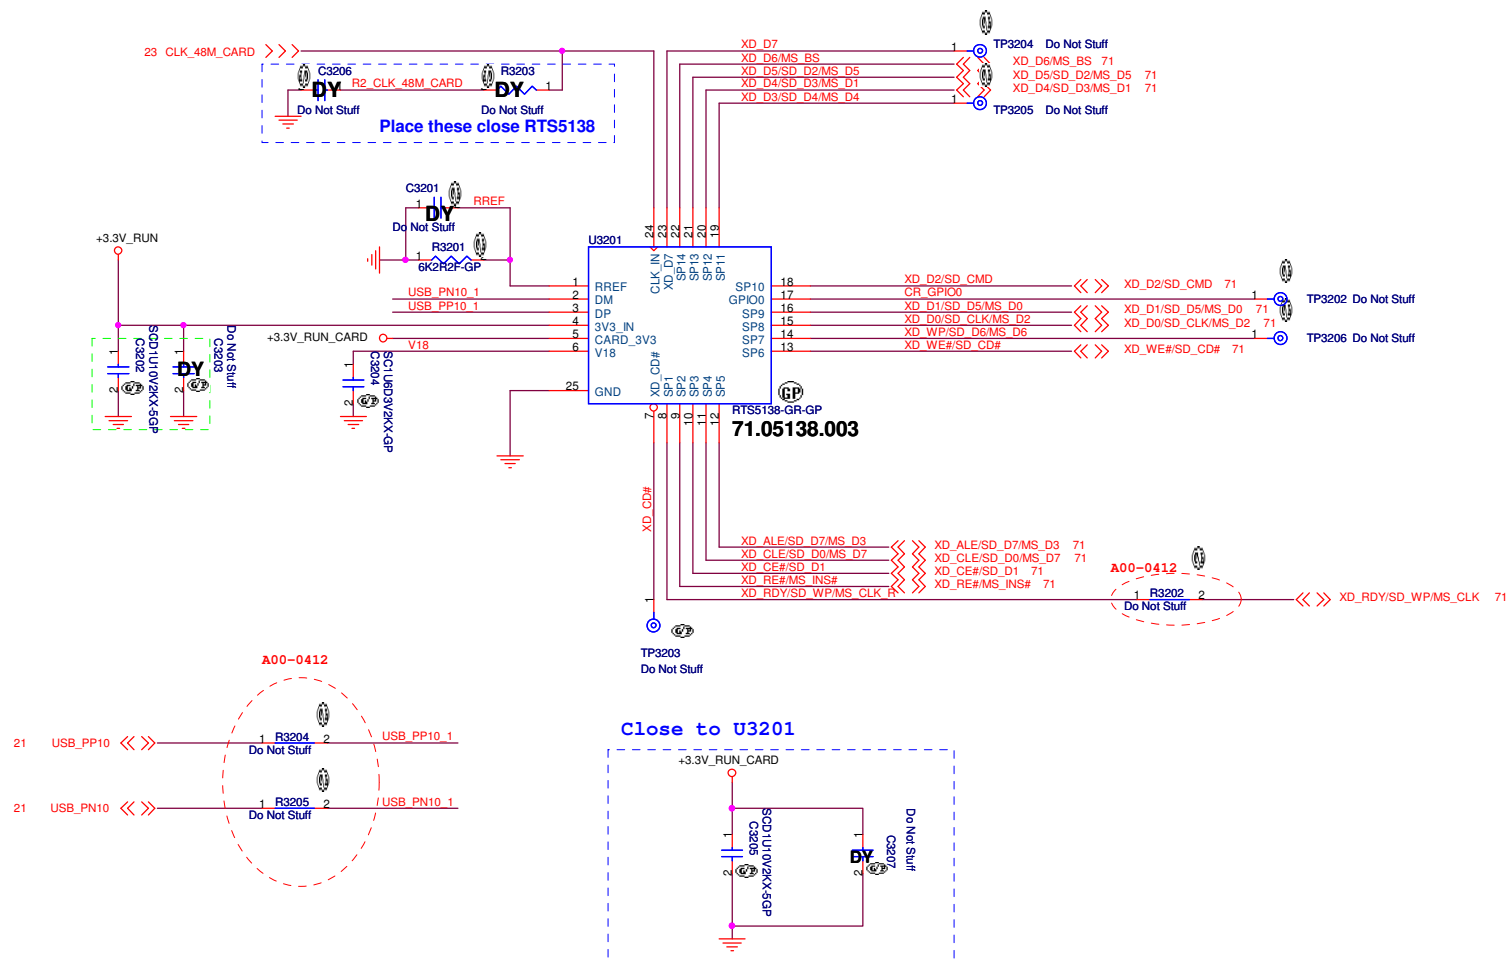 23 CLK_48M_CARD
C3206
DY
R2_CLK_48M_CARD
R3203
DY
1
Do Not Stuff
Do Not Stuff
Place these close RTS5138
XD_D7
1
TP3204 Do Not Stuff
XD_D6/MS_BS
XD_D6/MS_BS 71
XD_D5/SD_D2/MS_D5
XD_D5/SD_D2/MS_D5 71
XD_D4/SD_D3/MS_D1
XD_D4/SD_D3/MS_D1 71
XD_D3/SD_D4/MS_D4
1
TP3205 Do Not Stuff
C3201
1
DY
RREF
Do Not Stuff
R3201
1
2
6K2R2F-GP
+3.3V_RUN
U3201
24 23 22 21 20 19
CLK_IN XD_D7 SP14 SP13 SP12 SP11
1 RREF
USB_PN10_1 2 DM
USB_PP10_1 3 DP
4 3V3_IN
+3.3V_RUN_CARD 5 CARD_3V3
V18 6 V18
25 GND
SP10 18 XD_D2/SD_CMD
XD_D2/SD_CMD 71
GPIO0 17 CR_GPIO0
1
TP3202 Do Not Stuff
SP9 16 XD_D1/SD_D5/MS_D0
XD_D1/SD_D5/MS_D0 71
SP8 15 XD_D0/SD_CLK/MS_D2
XD_D0/SD_CLK/MS_D2 71
SP7 14 XD_WP/SD_D6/MS_D6
1
TP3206 Do Not Stuff
SP6 13 XD_WE#/SD_CD#
XD_WE#/SD_CD# 71
XD_CD# SP1 SP2 SP3 SP4 SP5
7 8 9 10 11 12
GP
RTS5138-GR-GP
71.05138.003
1
2
C3202
SCD1U10V2KX-5GP
G/P
1
2
DY
C3203
Do Not Stuff
G/P
1
2
C3204
SC1U6D3V2KX-GP
G/P
XD_CD#
1
G/P
TP3203
Do Not Stuff
XD_ALE/SD_D7/MS_D3
XD_ALE/SD_D7/MS_D3 71
XD_CLE/SD_D0/MS_D7
XD_CLE/SD_D0/MS_D7 71
XD_CE#/SD_D1
XD_CE#/SD_D1 71
XD_RE#/MS_INS#
XD_RE#/MS_INS# 71
XD_RDY/SD_WP/MS_CLK_R
A00-0412
1 R3202 2
Do Not Stuff
XD_RDY/SD_WP/MS_CLK 71
A00-0412
21 USB_PP10
1 R3204 2
USB_PP10_1
Do Not Stuff
21 USB_PN10
1 R3205 2
USB_PN10_1
Do Not Stuff
Close to U3201
+3.3V_RUN_CARD
1
2
C3205
SCD1U10V2KX-5GP
G/P
1
2
DY
C3207
Do Not Stuff
G/P